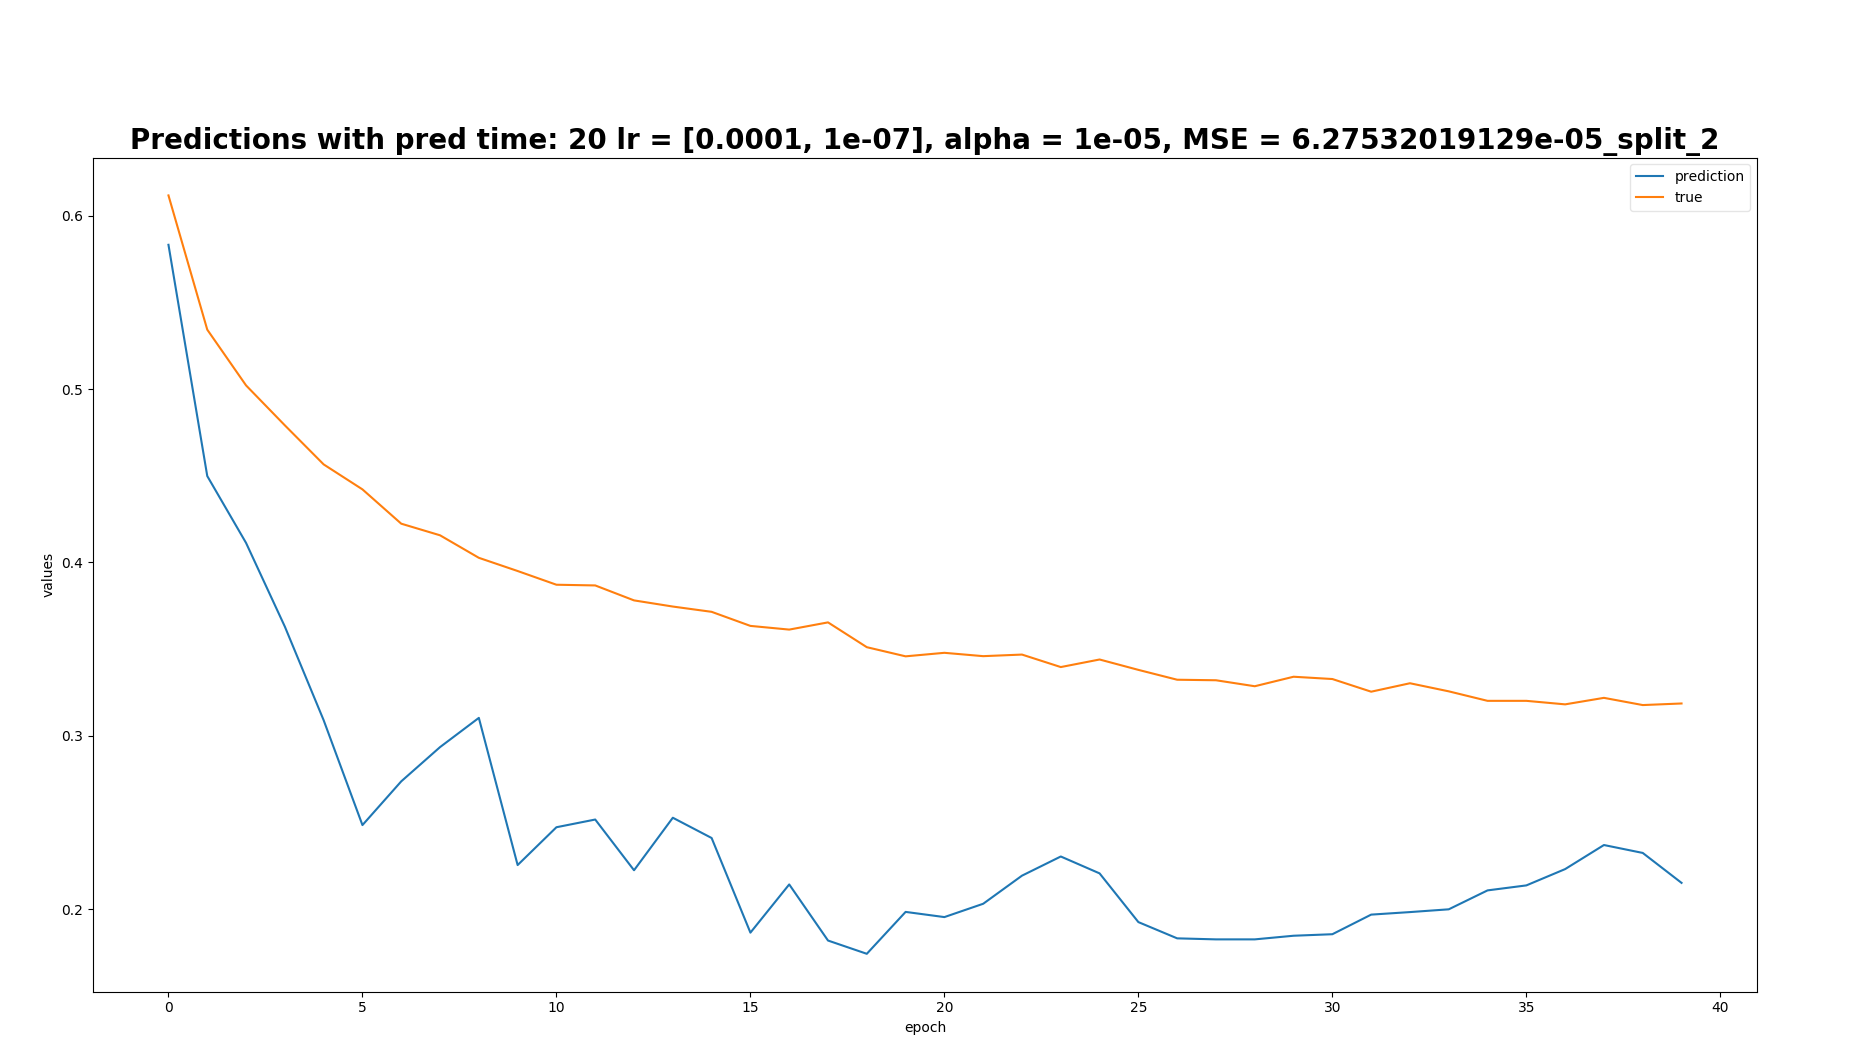 Predictions with pred time: 20 lr = [0.0001, 1e-07], alpha = 1e-05, MSE = 6.27532019129e-05_split_2
prediction
true
0.6
0.5
0.4
0.3
0.2
values
0 5 10 15 20 25 30 35 40
epoch